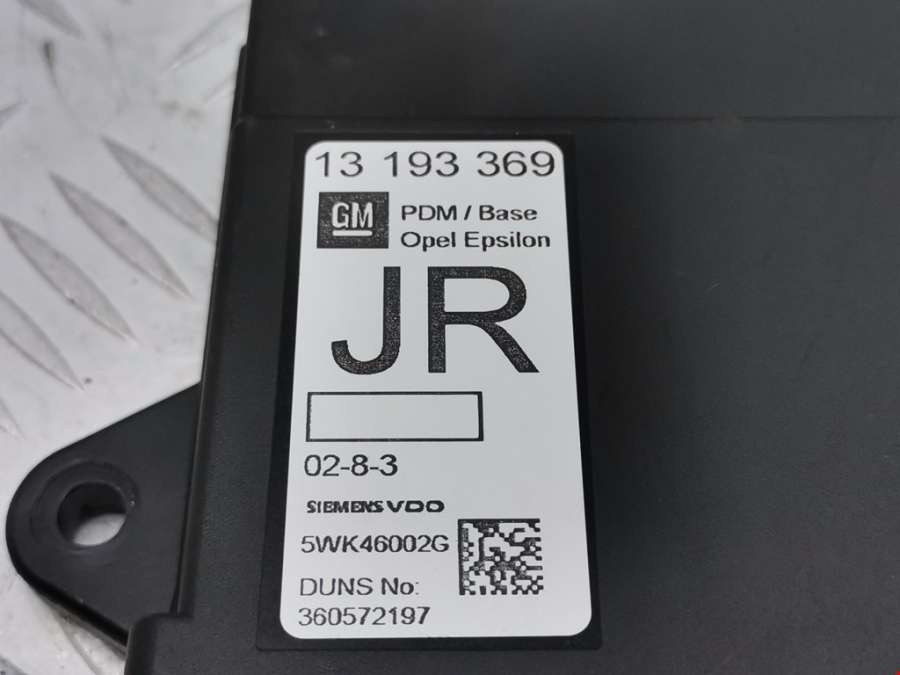 13 193 369
GM
PDM / Base
Opel Epsilon
JR
02-8-3
SIEMENS VDO
5WK46002G
DUNS No:
360572197